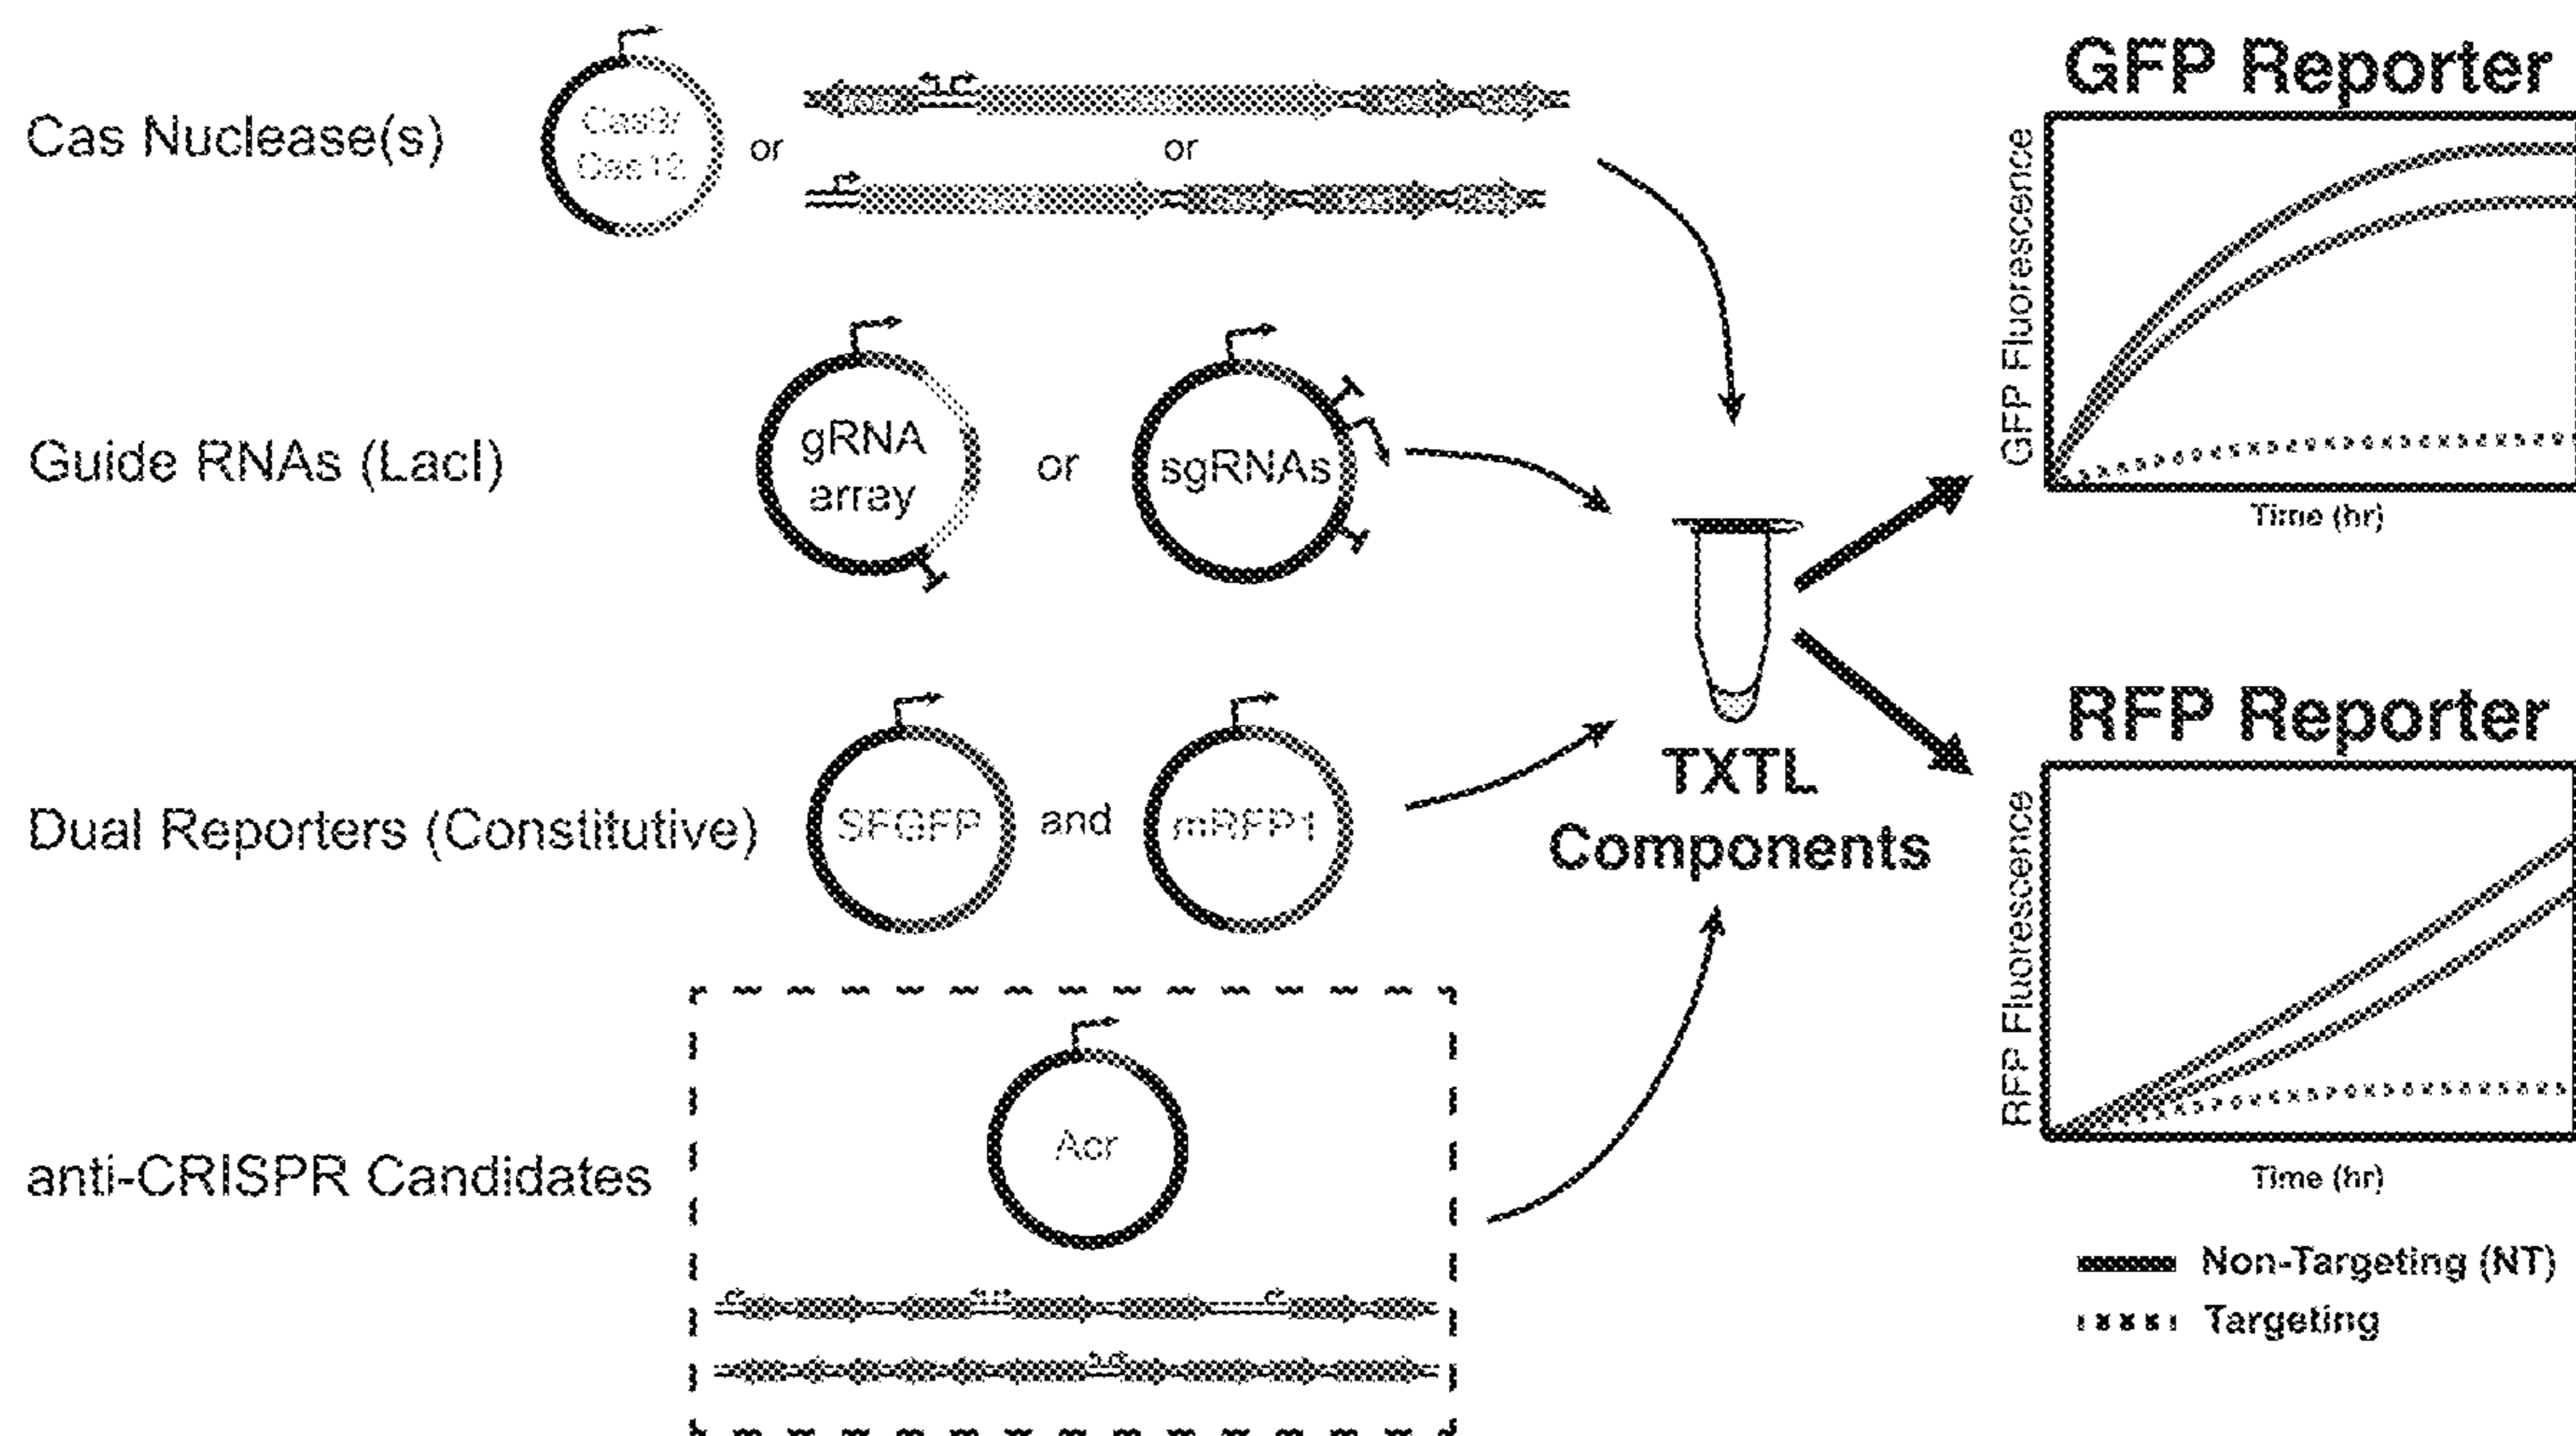 GFP Reporter
Cas Nuclease(s)
Cas9/
Cas12
or
or
GFP Fluorescence
Time (hr)
Guide RNAs (LacI)
gRNA
array
or
sgRNAs
RFP Reporter
TXTL
Components
Dual Reporters (Constitutive)
SFGFP
and
mRFP1
RFP Fluorescence
Time (hr)
anti-CRISPR Candidates
Acr
Non-Targeting (NT)
Targeting